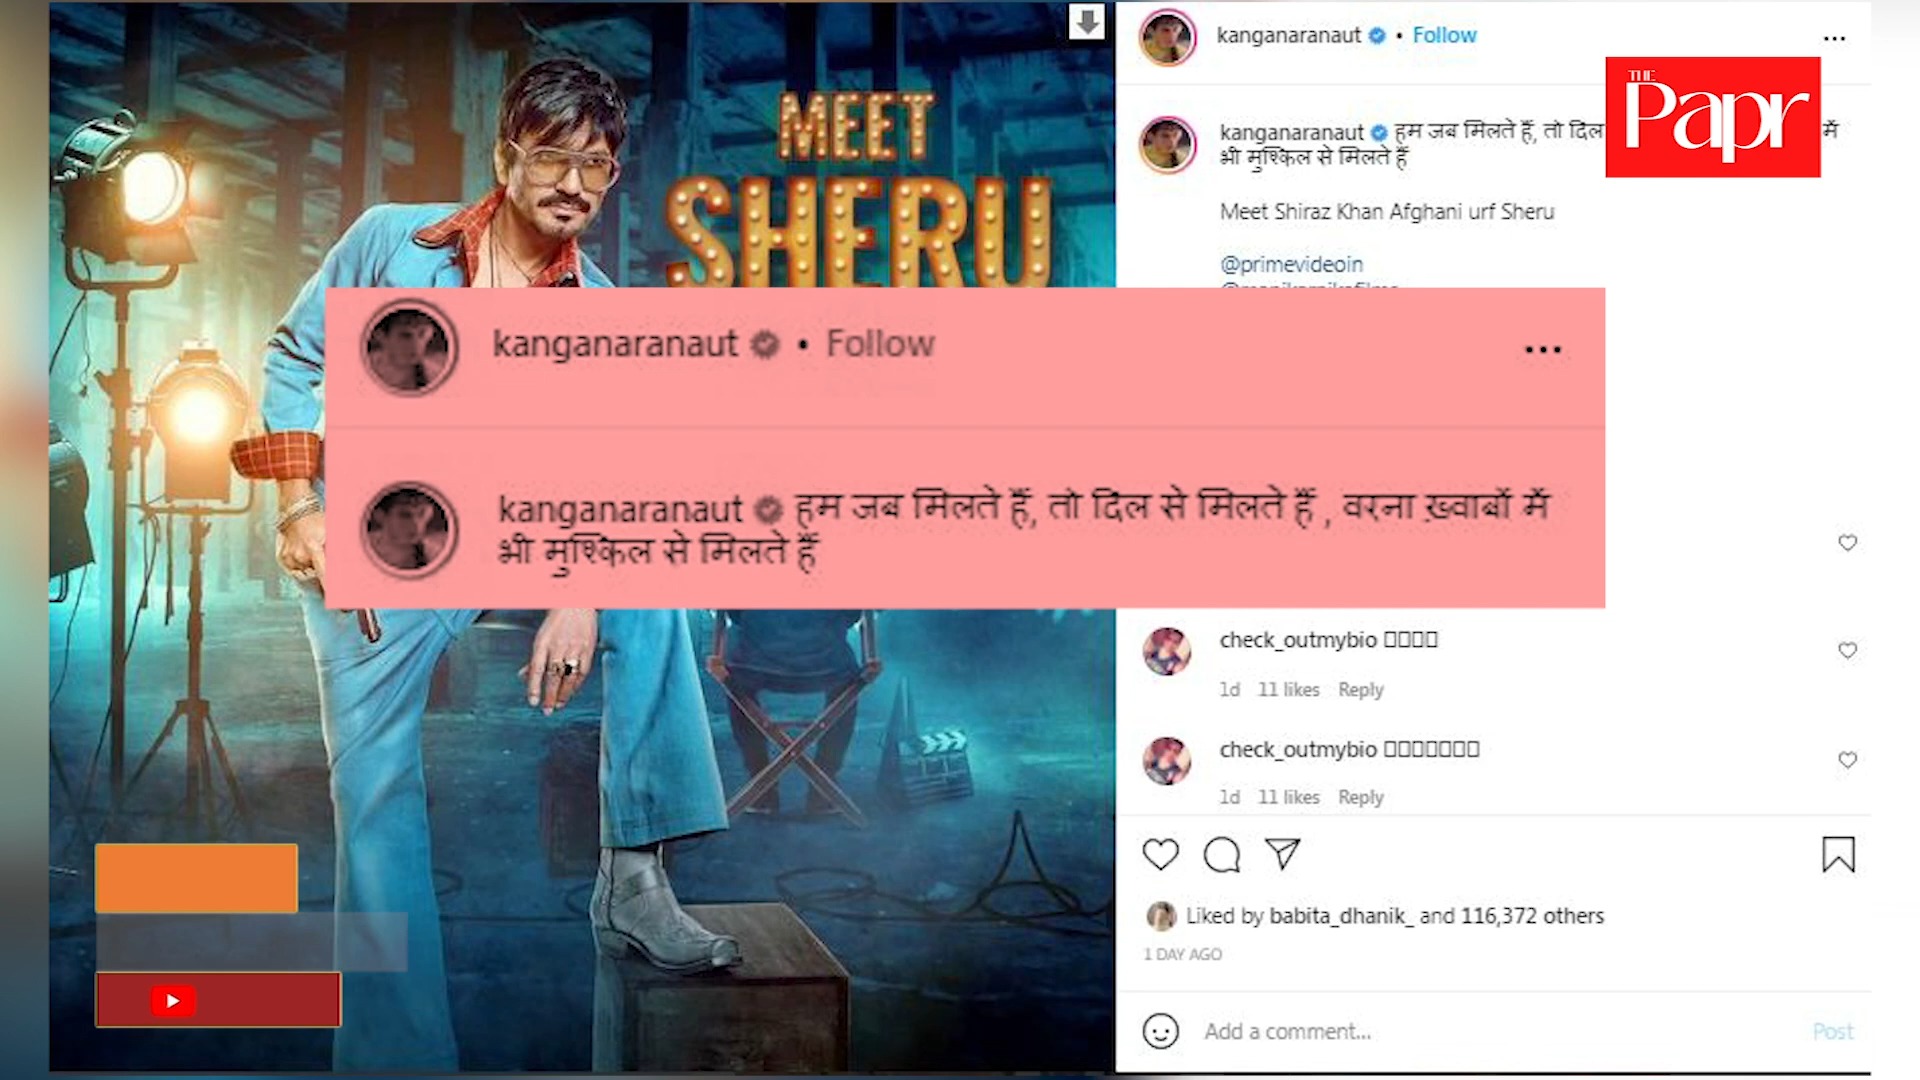 MEET
SHERU
kanganaranaut • Follow
THE
Papr
kanganaranaut हम जब मिलते हैं, तो दिल में
भी मुश्किल से मिलते हैं
Meet Shiraz Khan Afghani urf Sheru
@primevideoin
kanganaranaut • Follow
kanganaranaut हम जब मिलते हैं, तो दिल से मिलते हैं , वरना ख़्वाबों में
भी मुश्किल से मिलते हैं
check_outmybio
1d 11 likes Reply
check_outmybio
1d 11 likes Reply
Liked by babita_dhanik_ and 116,372 others
1 DAY AGO
Add a comment...
Post